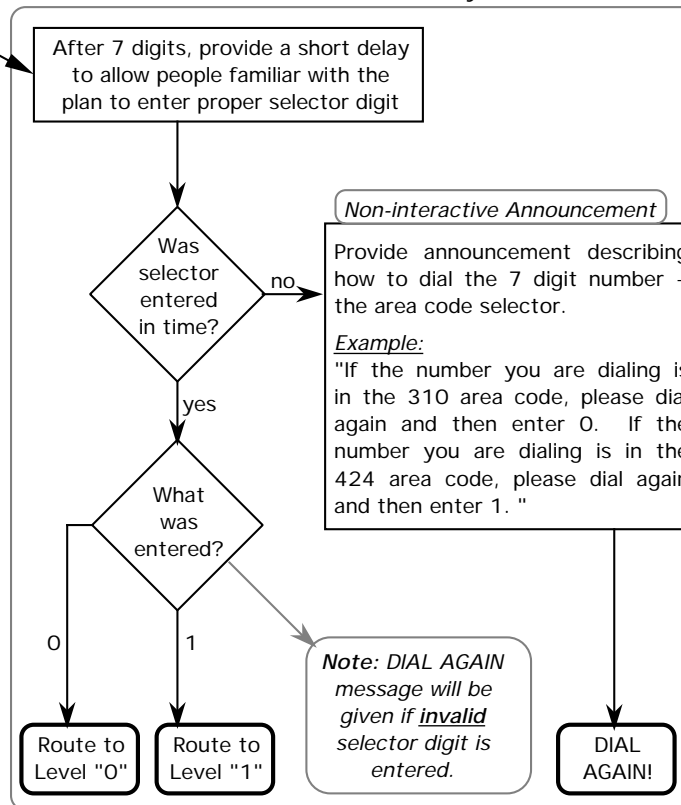 After 7 digits, provide a short delay
to allow people familiar with the
plan to enter proper selector digit
Was
selector
entered
in time?
no
yes
Non-interactive Announcement
Provide announcement describing
how to dial the 7 digit number -
the area code selector.
Example:
"If the number you are dialing is
in the 310 area code, please dial
again and then enter 0. If the
number you are dialing is in the
424 area code, please dial again
and then enter 1. "
What
was
entered?
0
1
Note: DIAL AGAIN
message will be
given if invalid
selector digit is
entered.
Route to
Level "0"
Route to
Level "1"
DIAL
AGAIN!